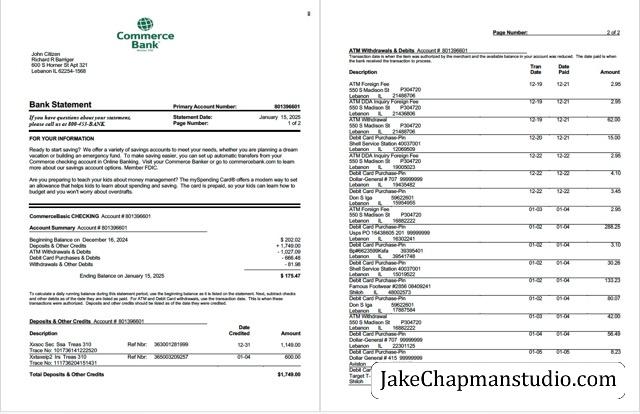 Commerce
Bank
John Citizen
Richard R Barriger
600 S Horner St Apt 321
Lebanon IL 62254-1568
Bank Statement
Primary Account Number: 801396601
If you have questions about your statement,
please call us at 800-453-BANK.
Statement Date: January 15, 2025
Page Number: 1 of 2
FOR YOUR INFORMATION
Ready to start saving? We offer a variety of savings accounts to meet your needs, whether you are planning a dream
vacation or building an emergency fund. To make saving easier, you can set up automatic transfers from your
Commerce checking account in Online Banking. Visit your Commerce Banker or go to commercebank.com to learn
more about our savings account options. Member FDIC.
Are you preparing to teach your kids about money management? The mySpending Card® offers a modern way to set
an allowance that helps kids to learn about spending and saving. The card is prepaid, so your kids can learn how to
budget and you won't worry about overdrafts.
CommerceBasic CHECKING Account # 801396601
Account Summary Account # 801396601
Beginning Balance on December 16, 2024 $ 202.02
Deposits & Other Credits + 1,749.00
ATM Withdrawals & Debits - 1,027.09
Debit Card Purchases & Debits - 666.48
Withdrawals & Other Debits - 81.98
Ending Balance on January 15, 2025 $ 175.47
To calculate a daily running balance during this statement period, use the beginning balance as it is listed on the statement. Next, subtract checks
and other debits as of the date they are listed as paid. For ATM and Debit Card withdrawals, use the transaction date. This is when these
transactions were authorized. Deposits and other credits should be listed as of the date they were credited.
Deposits & Other Credits Account # 801396601
Description Date Credited Amount
Xxsoc Sec Ssa Treas 310 Ref Nbr: 363001281999 12-31 1,149.00
Trace No: 101736141222520
Xxtaxeip2 Irs Treas 310 Ref Nbr: 365003209257 01-04 600.00
Trace No: 111736204151431
Total Deposits & Other Credits $1,749.00
Page Number: 2 of 2
ATM Withdrawals & Debits Account # 801396601
Transaction date is when the item was authorized by the merchant and the available balance in your account was reduced. The date paid is when
the bank received the transaction to process.
Description Tran Date Date Paid Amount
ATM Foreign Fee 12-19 12-21 2.95
550 S Madison St P304720
Lebanon IL 21488706
ATM DDA Inquiry Foreign Fee 12-19 12-21 2.95
550 S Madison St P304720
Lebanon IL 21436806
ATM Withdrawal 12-19 12-21 62.00
550 S Madison St P304720
Lebanon IL 21488706
Debit Card Purchase-Pin 12-20 12-21 15.00
Shell Service Station 40037001
Lebanon IL 12069509
ATM DDA Inquiry Foreign Fee 12-22 12-22 2.95
550 S Madison St P304720
Lebanon IL 19005023
Debit Card Purchase-Pin 12-22 12-22 4.10
Dollar-General # 707 99999999
Lebanon IL 19435482
Debit Card Purchase-Pin 12-22 12-22 3.45
Don S Iga 59622601
Lebanon IL 15954955
ATM Foreign Fee 01-03 01-04 2.95
550 S Madison St P304720
Lebanon IL 16882222
Debit Card Purchase-Pin 01-02 01-04 288.25
Usps PO 16438605 201 99999999
Lebanon IL 16302241
Debit Card Purchase-Pin 01-02 01-04 3.10
39395401
Lebanon IL 39541748
Debit Card Purchase-Pin 01-02 01-04 30.26
Shell Service Station 40037001
Lebanon IL 15019522
Debit Card Purchase-Pin 01-02 01-04 133.23
Famous Footwear #2856 08409241
Shiloh IL 48002573
Debit Card Purchase-Pin 01-02 01-04 80.07
Don S Iga 59622601
Lebanon IL 17887584
ATM Withdrawal 01-03 01-04 42.00
550 S Madison St P304720
Lebanon IL 16882222
Debit Card Purchase-Pin 01-02 01-04 56.49
Dollar-General # 707 99999999
Lebanon IL 22301125
Debit Card Purchase-Pin 01-05 01-05 8.23
Dollar General # 415 99999999
Aviston
Debit
Target T-
Shiloh
JakeChapmanstudio.com